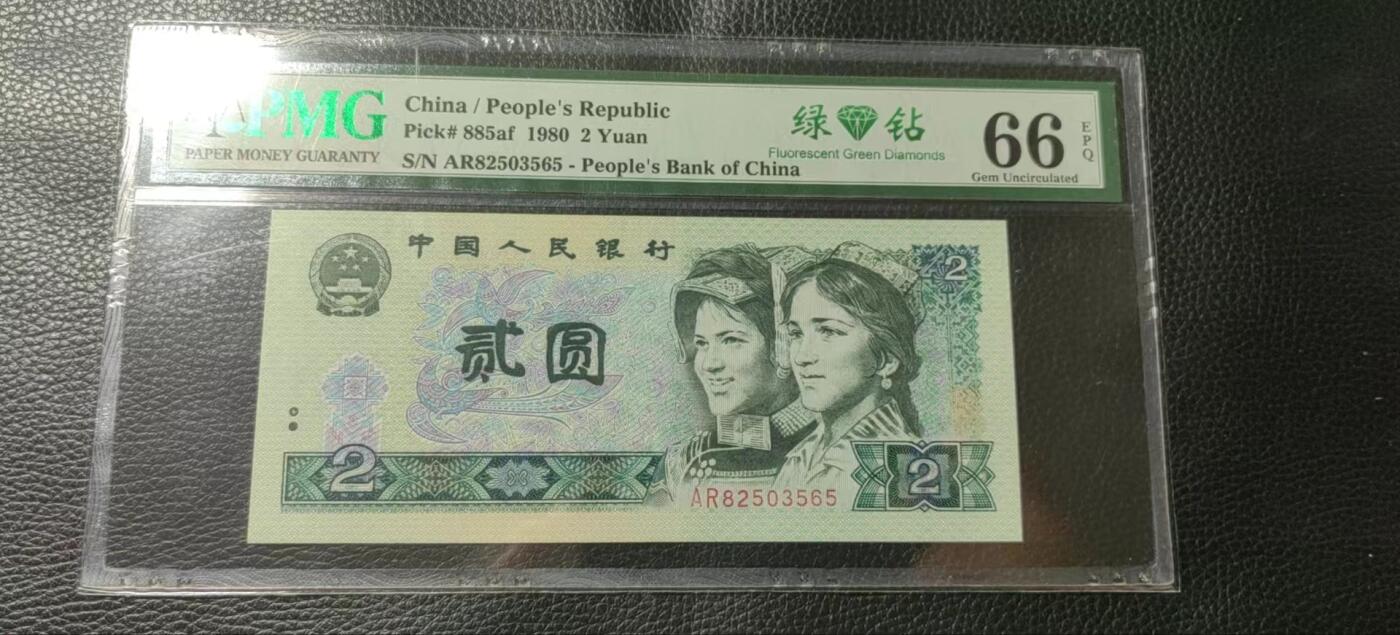 PMG
PAPER MONEY GUARANTY
China / People's Republic
Pick# 885af 1980 2 Yuan
S/N AR82503565 - People's Bank of China
绿 钻
Fluorescent Green Diamonds
66
EPQ
Gem Uncirculated
中国人民银行
2
贰圆
2
2
AR82503565